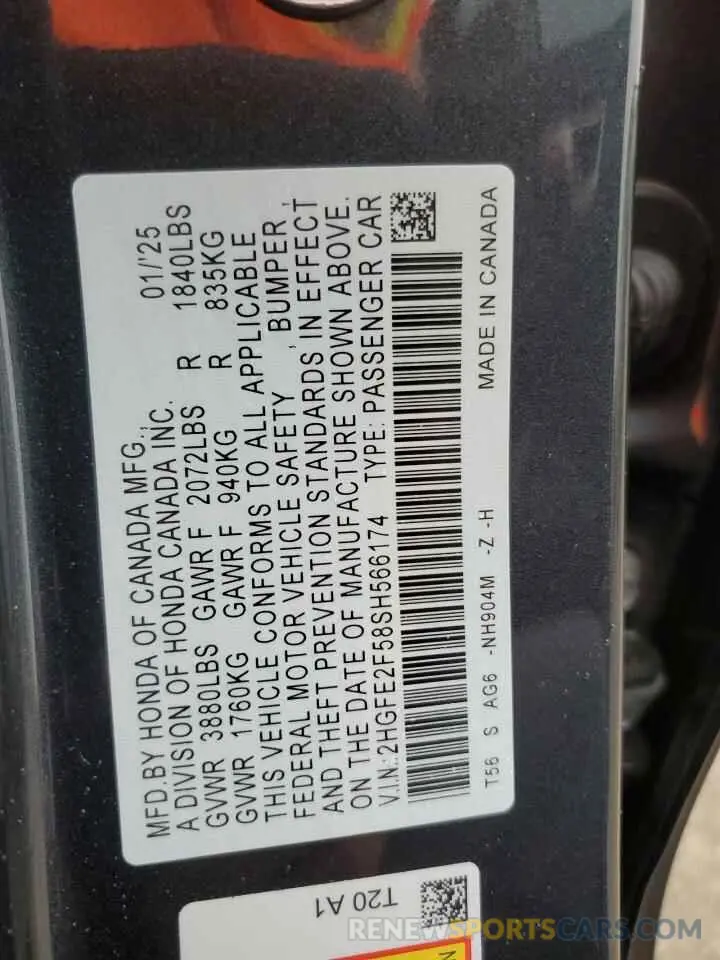 MFD. BY HONDA OF CANADA MFG., 01/'25
A DIVISION OF HONDA CANADA INC.
GVWR 3880LBS GAWR F 2072LBS R 1840LBS
GVWR 1760KG GAWR F 940KG R 835KG
THIS VEHICLE CONFORMS TO ALL APPLICABLE
FEDERAL MOTOR VEHICLE SAFETY , BUMPER ,
AND THEFT PREVENTION STANDARDS IN EFFECT
ON THE DATE OF MANUFACTURE SHOWN ABOVE.
V.I.N.:2HGFE2F58SH566174 TYPE: PASSENGER CAR
T56 S AG6 -NH904M -Z -H MADE IN CANADA
T20 A1
RENEWSPORTSCARS.COM